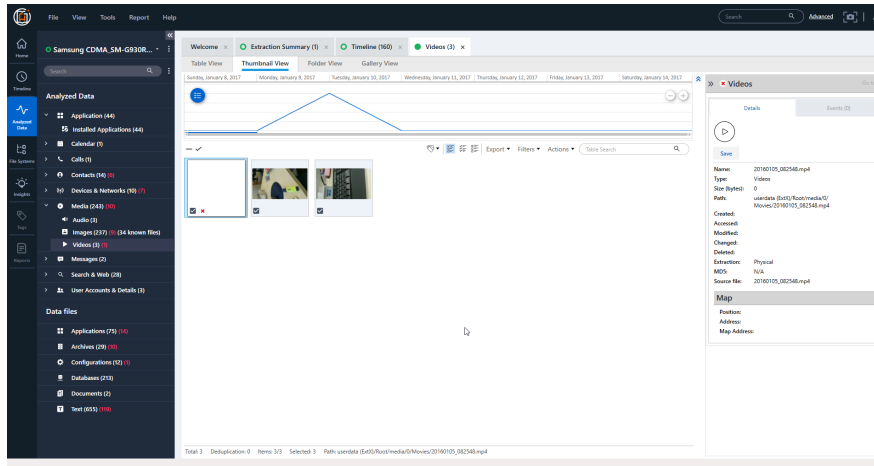 File View Tools Report Help
Search
Advanced
Home
Timeline
Analyzed Data
File Systems
Insights
Tags
Reports
Samsung CDMA_SM-G930R...
Search
Analyzed Data
Application (44)
Installed Applications (44)
Calendar (1)
Calls (1)
Contacts (14) (6)
Devices & Networks (10) (7)
Media (243) (10)
Audio (3)
Images (237) (9) (34 known files)
Videos (3) (1)
Messages (2)
Search & Web (28)
User Accounts & Details (3)
Data files
Applications (75) (14)
Archives (29) (10)
Configurations (12) (1)
Databases (213)
Documents (2)
Text (655) (110)
Welcome × Extraction Summary (1) × Timeline (160) × Videos (3) ×
Table View Thumbnail View Folder View Gallery View
Sunday, January 8, 2017 Monday, January 9, 2017 Tuesday, January 10, 2017 Wednesday, January 11, 2017 Thursday, January 12, 2017 Friday, January 13, 2017 Saturday, January 14, 2017
Export Filters Actions Table Search
Total: 3 Deduplication: 0 Items: 3/3 Selected: 3 Path: userdata (ExtX)/Root/media/0/Movies/20160105_082548.mp4
Videos
Details Events (0)
Save
Name: 20160105_082548.mp4
Type: Videos
Size (bytes): 0
Path: userdata (ExtX)/Root/media/0/
Movies/20160105_082548.mp4
Created:
Accessed:
Modified:
Changed:
Deleted:
Extraction: Physical
MD5: N/A
Source file: 20160105_082548.mp4
Map
Position:
Address:
Map Address: